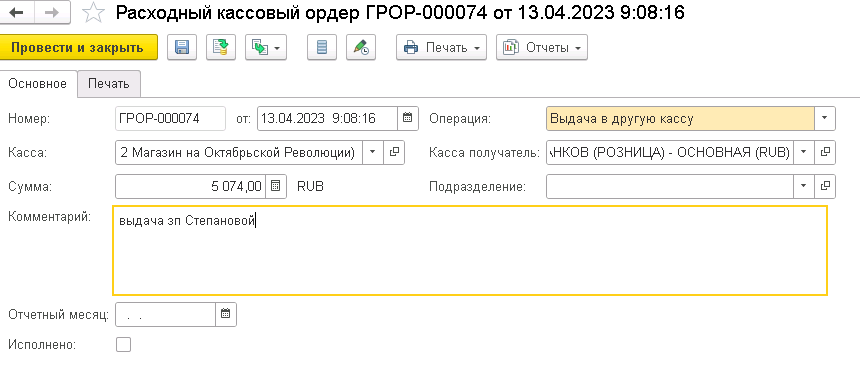 Расходный кассовый ордер ГРОР-000074 от 13.04.2023 9:08:16
Провести и закрыть Печать Отчеты
Основное Печать
Номер: ГРОР-000074 от: 13.04.2023 9:08:16 Операция: Выдача в другую кассу
Касса: 2 Магазин на Октябрьской Революции) Касса получатель: НКОВ (РОЗНИЦА) - ОСНОВНАЯ (RUB)
Сумма: 5 074,00 RUB Подразделение:
Комментарий: выдача зп Степановой
Отчетный месяц: . .
Исполнено: